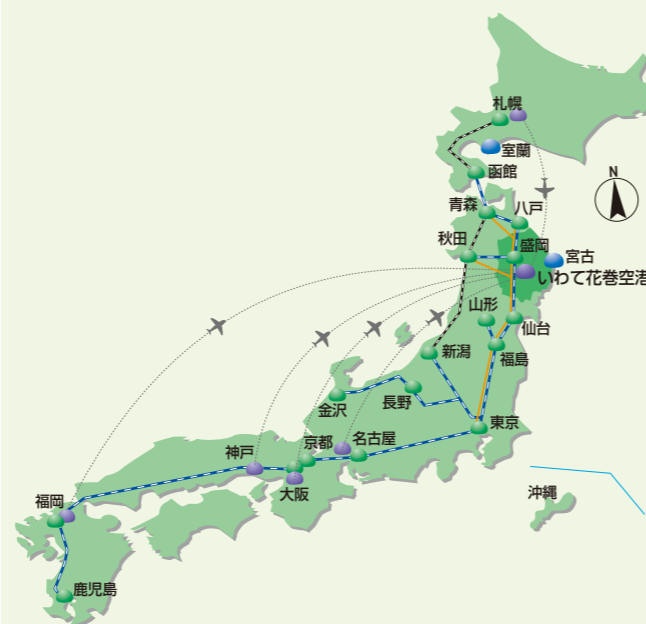 札幌
室蘭
函館
N
青森
八戸
秋田
盛岡
宮古
いわて花巻空港
山形
仙台
新潟
福島
金沢
長野
東京
神戸
京都
名古屋
大阪
福岡
沖縄
鹿児島